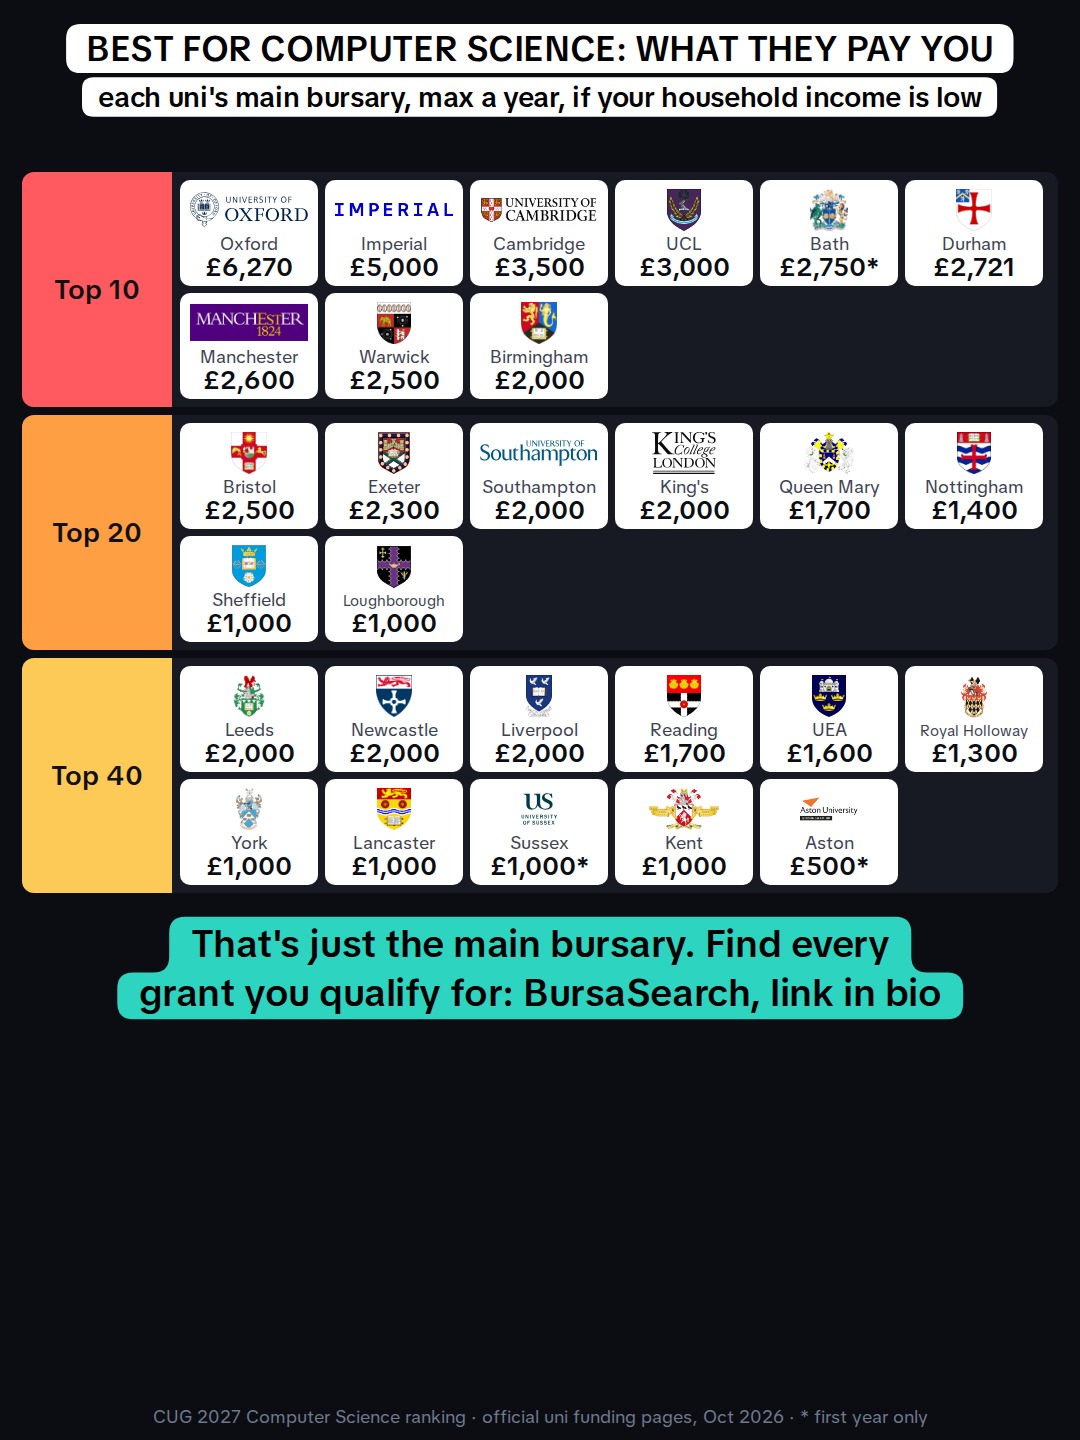 BEST FOR COMPUTER SCIENCE: WHAT THEY PAY YOU
each uni's main bursary, max a year, if your household income is low
Top 10
UNIVERSITY OF
OXFORD
Oxford
£6,270
IMPERIAL
Imperial
£5,000
UNIVERSITY OF
CAMBRIDGE
Cambridge
£3,500
UCL
£3,000
Bath
£2,750*
Durham
£2,721
MANCHESTER
1824
Manchester
£2,600
Warwick
£2,500
Birmingham
£2,000
Top 20
Bristol
£2,500
Exeter
£2,300
UNIVERSITY OF
Southampton
Southampton
£2,000
KING'S
College
LONDON
King's
£2,000
Queen Mary
£1,700
Nottingham
£1,400
Sheffield
£1,000
Loughborough
£1,000
Top 40
Leeds
£2,000
Newcastle
£2,000
Liverpool
£2,000
Reading
£1,700
UEA
£1,600
Royal Holloway
£1,300
York
£1,000
Lancaster
£1,000
US
UNIVERSITY
OF SUSSEX
Sussex
£1,000*
Kent
£1,000
Aston University
Aston
£500*
That's just the main bursary. Find every
grant you qualify for: BursaSearch, link in bio
CUG 2027 Computer Science ranking · official uni funding pages, Oct 2026 · * first year only